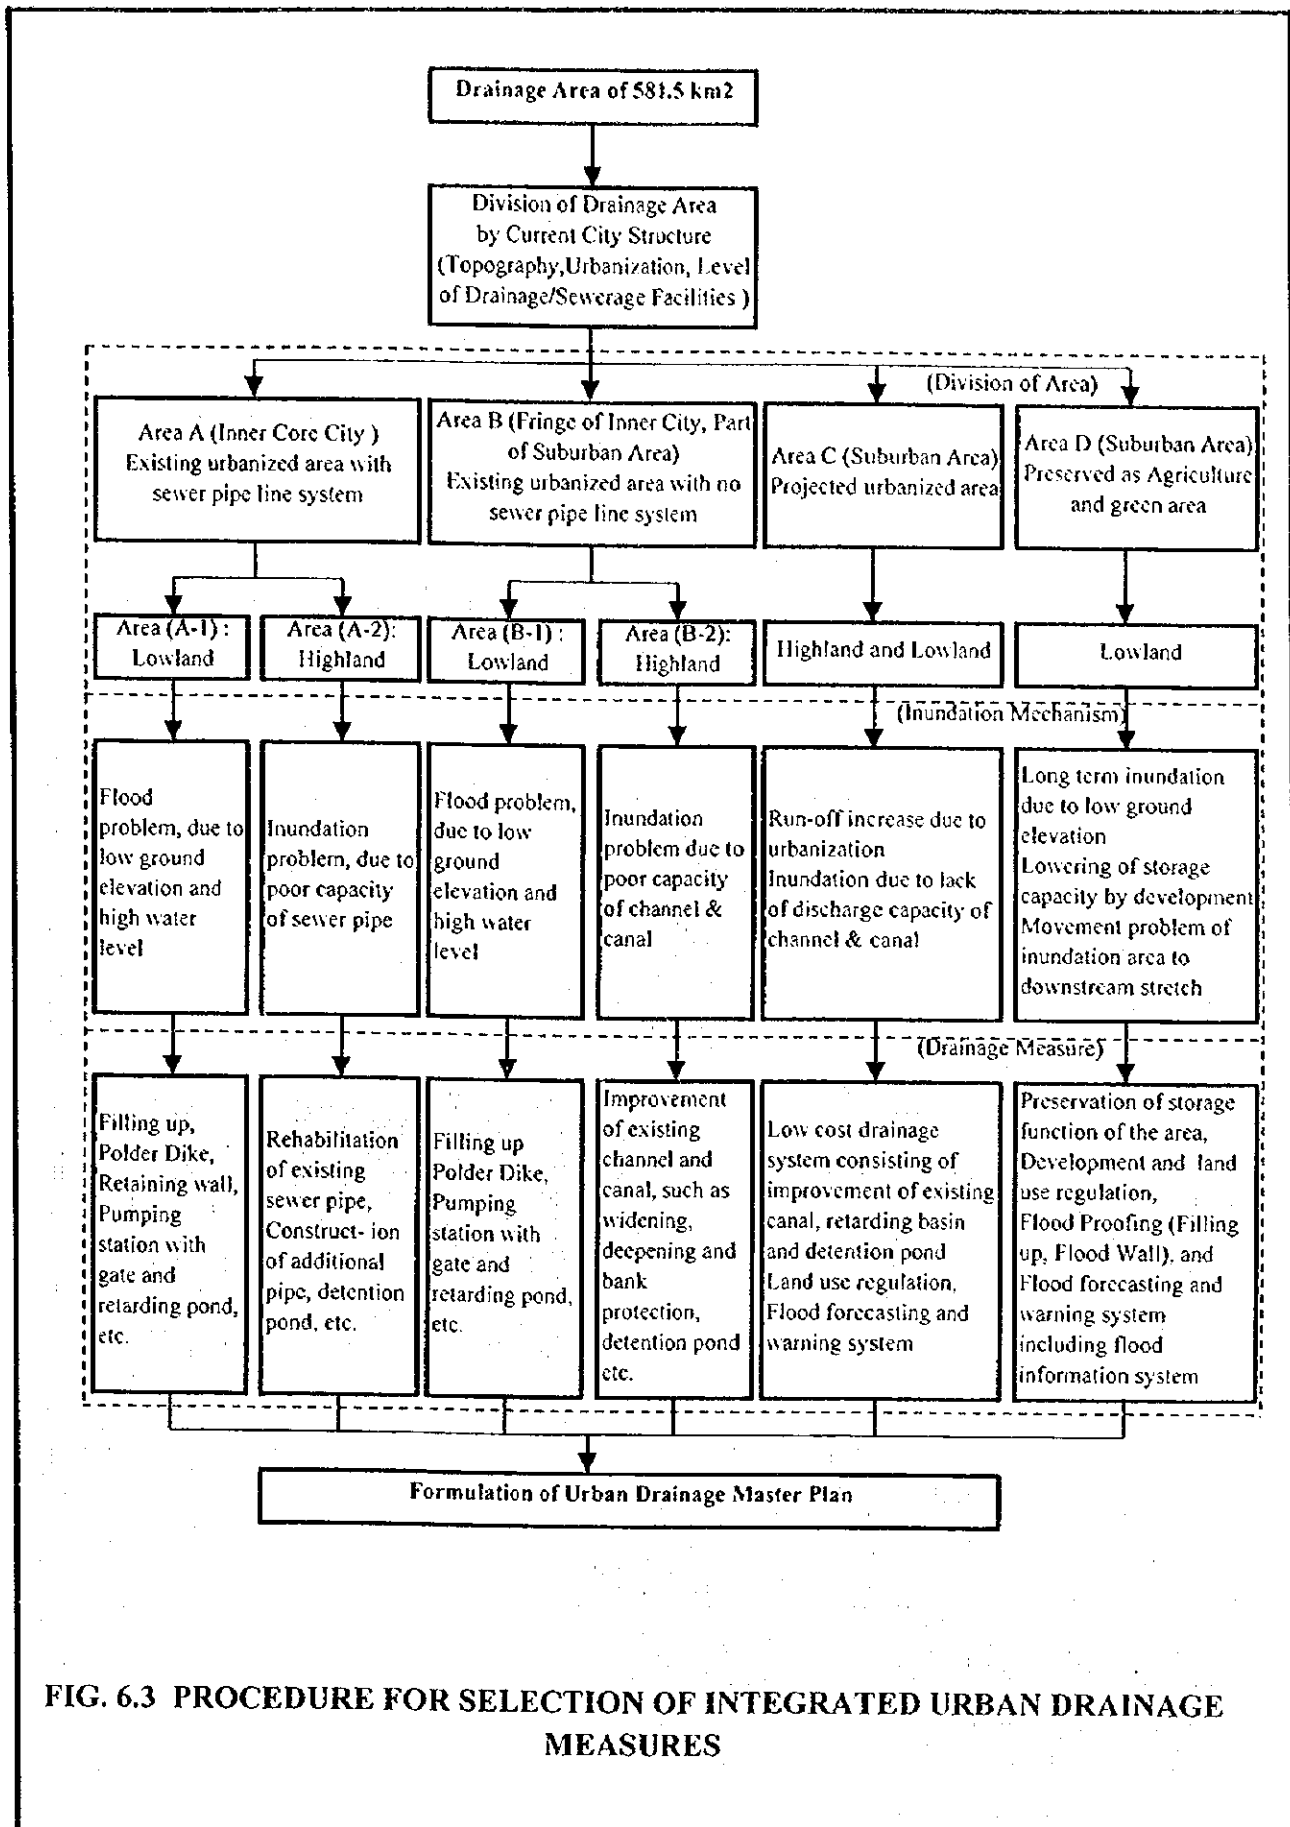 Drainage Area of 581.5 km2
Division of Drainage Area
by Current City Structure
(Topography,Urbanization, Level
of Drainage/Sewerage Facilities )
(Division of Area)
Area A (Inner Core City )
Existing urbanized area with
sewer pipe line system
Area B (Fringe of Inner City, Part
of Suburban Area)
Existing urbanized area with no
sewer pipe line system
Area C (Suburban Area)
Projected urbanized area
Area D (Suburban Area)
Preserved as Agriculture
and green area
Area (A-1) :
Lowland
Area (A-2):
Highland
Area (B-1) :
Lowland
Area (B-2):
Highland
Highland and Lowland
Lowland
(Inundation Mechanism)
Flood
problem, due to
low ground
elevation and
high water
level
Inundation
problem, due to
poor capacity
of sewer pipe
Flood problem,
due to low
ground
elevation and
high water
level
Inundation
problem due to
poor capacity
of channel &
canal
Run-off increase due to
urbanization
Inundation due to lack
of discharge capacity of
channel & canal
Long term inundation
due to low ground
elevation
Lowering of storage
capacity by development
Movement problem of
inundation area to
downstream stretch
(Drainage Measure)
Filling up,
Polder Dike,
Retaining wall,
Pumping
station with
gate and
retarding pond,
etc.
Rehabilitation
of existing
sewer pipe,
Construct- ion
of additional
pipe, detention
pond, etc.
Filling up
Polder Dike,
Pumping
station with
gate and
retarding pond,
etc.
Improvement
of existing
channel and
canal, such as
widening,
deepening and
bank
protection,
detention pond
etc.
Low cost drainage
system consisting of
improvement of existing
canal, retarding basin
and detention pond
Land use regulation,
Flood forecasting and
warning system
Preservation of storage
function of the area,
Development and land
use regulation,
Flood Proofing (Filling
up, Flood Wall), and
Flood forecasting and
warning system
including flood
information system
Formulation of Urban Drainage Master Plan
FIG. 6.3 PROCEDURE FOR SELECTION OF INTEGRATED URBAN DRAINAGE
MEASURES